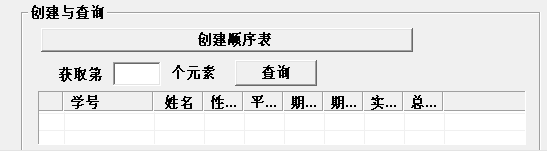 创建与查询
创建顺序表
获取第 个元素 查询
学号 姓名 性... 平... 期... 期... 实... 总...